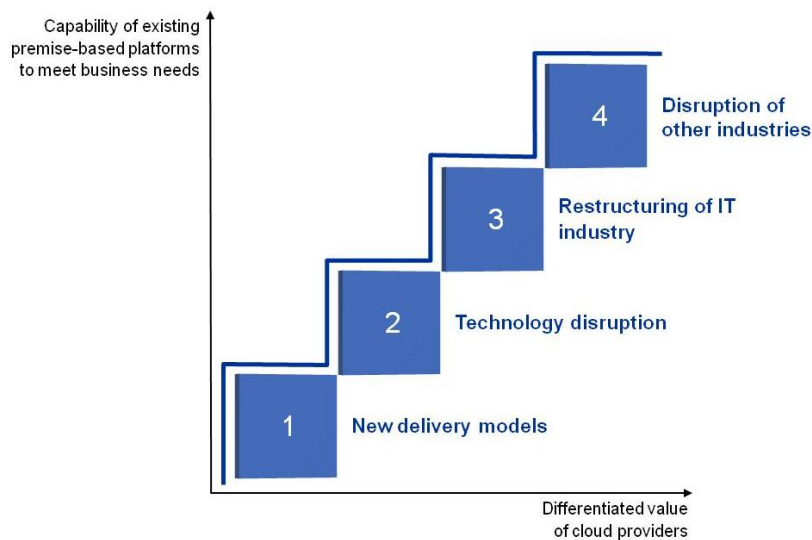 Capability of existing
premise-based platforms
to meet business needs
4
Disruption of
other industries
3
Restructuring of IT
industry
2
Technology disruption
1
New delivery models
Differentiated value
of cloud providers